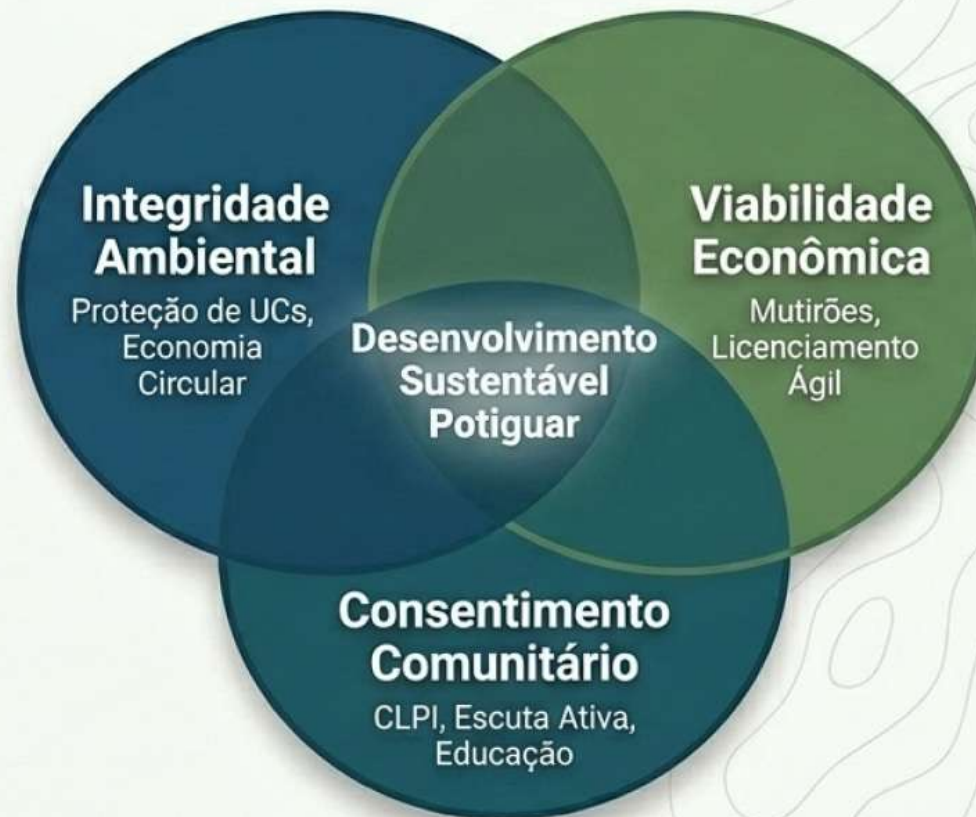 Integridade
Ambiental
Proteção de UCs,
Economia
Circular
Viabilidade
Econômica
Mutirões,
Licenciamento
Ágil
Desenvolvimento
Sustentável
Potiguar
Consentimento
Comunitário
CLPI, Escuta Ativa,
Educação